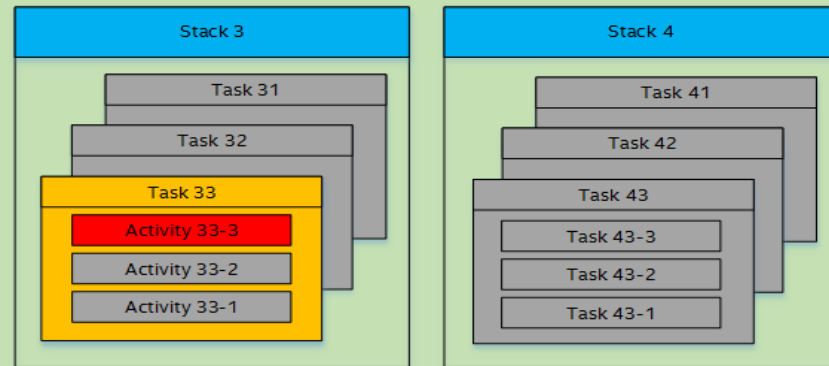 Stack 3
Task 31
Task 32
Task 33
Activity 33-3
Activity 33-2
Activity 33-1
Stack 4
Task 41
Task 42
Task 43
Task 43-3
Task 43-2
Task 43-1